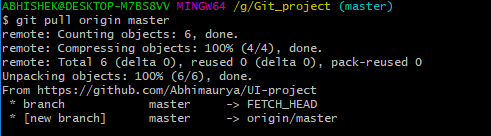 ABHISHEK@DESKTOP-M7BS8VV MINGW64 /g/Git_project (master)
$ git pull origin master
remote: Counting objects: 6, done.
remote: Compressing objects: 100% (4/4), done.
remote: Total 6 (delta 0), reused 0 (delta 0), pack-reused 0
Unpacking objects: 100% (6/6), done.
From https://github.com/Abhimaurya/UI-project
 * branch            master     -> FETCH_HEAD
 * [new branch]      master     -> origin/master